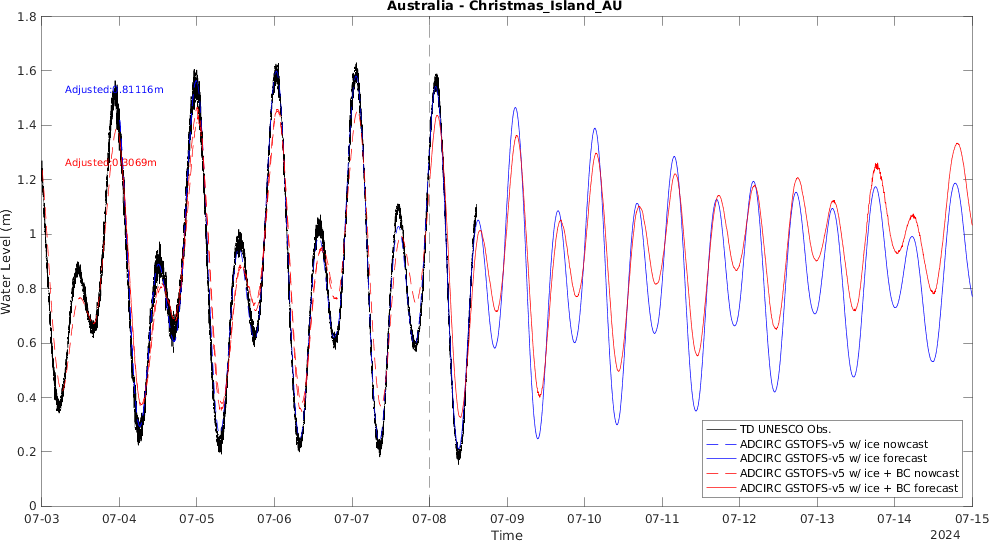 Australia - Christmas_Island_AU
Water Level (m)
1.8
1.6
1.4
1.2
1
0.8
0.6
0.4
0.2
0
Adjusted:0.81116m
Adjusted:0.3069m
TD UNESCO Obs.
ADCIRC GSTOFS-v5 w/ ice nowcast
ADCIRC GSTOFS-v5 w/ ice forecast
ADCIRC GSTOFS-v5 w/ ice + BC nowcast
ADCIRC GSTOFS-v5 w/ ice + BC forecast
07-03 07-04 07-05 07-06 07-07 07-08 07-09 07-10 07-11 07-12 07-13 07-14 07-15
Time
2024